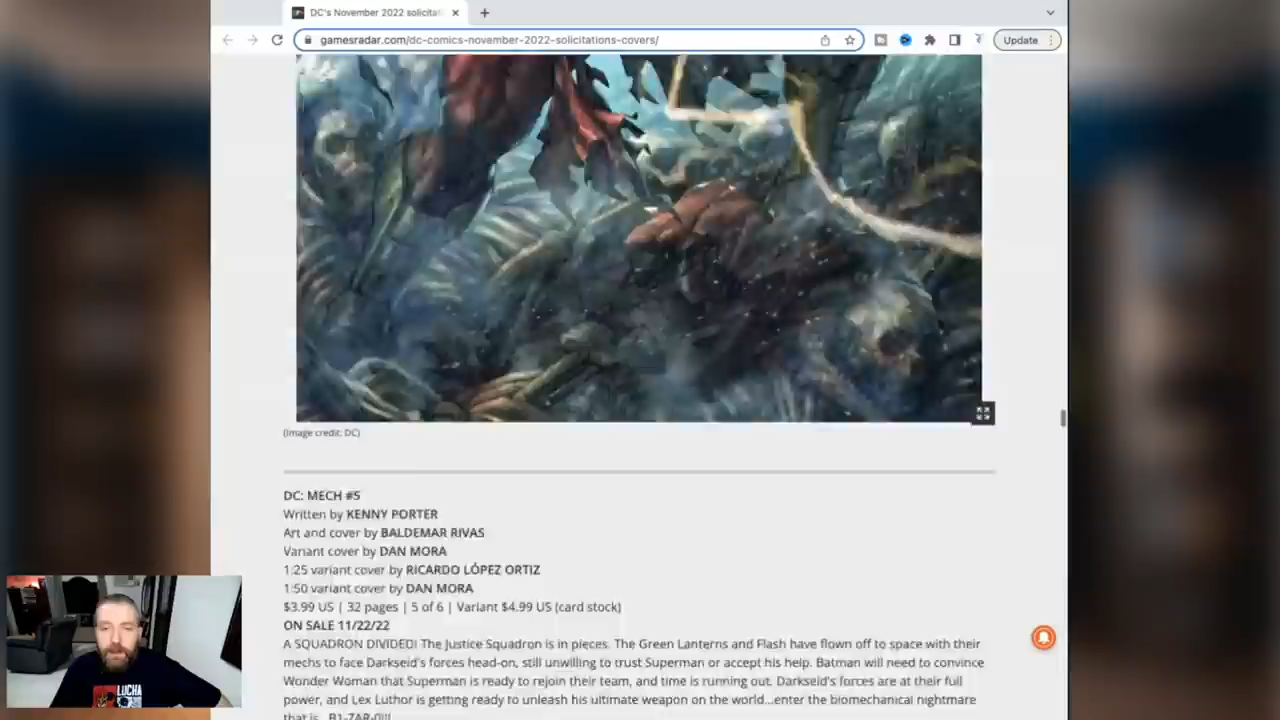 DC's November 2022 solicitat
gamesradar.com/dc-comics-november-2022-solicitations-covers/
Update
(Image credit: DC)
DC: MECH #5
Written by KENNY PORTER
Art and cover by BALDEMAR RIVAS
Variant cover by DAN MORA
1:25 variant cover by RICARDO LÓPEZ ORTIZ
1:50 variant cover by DAN MORA
$3.99 US | 32 pages | 5 of 6 | Variant $4.99 US (card stock)
ON SALE 11/22/22
A SQUADRON DIVIDED! The Justice Squadron is in pieces. The Green Lanterns and Flash have flown off to space with their
mechs to face Darkseid's forces head-on, still unwilling to trust Superman or accept his help. Batman will need to convince
Wonder Woman that Superman is ready to rejoin their team, and time is running out. Darkseid's forces are at their full
power, and Lex Luthor is getting ready to unleash his ultimate weapon on the world...enter the biomechanical nightmare
that is...B1-ZAR-0!!!
LUCHA